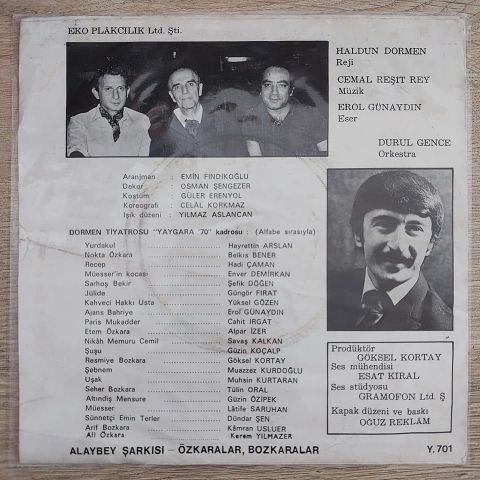 EKO PLAKCILIK Ltd. Şti.
HALDUN DORMEN
Reji
CEMAL REŞİT REY
Müzik
EROL GÜNAYDIN
Eser
DURUL GENCE
Orkestra
Aranjman : EMİN FINDIKOĞLU
Dekor : OSMAN ŞENGEZER
Kostüm : GÜLER ERENYOL
Koreografi : CELÂL KORKMAZ
Işik düzeni : YILMAZ ASLANCAN
DORMEN TİYATROSU "YAYGARA '70" kadrosu : (Alfabe sırasıyla)
Yurdakul Hayrettin ARSLAN
Nokta Özkara Belkıs BENER
Recep Hadi ÇAMAN
Müesser'in kocası Enver DEMİRKAN
Sarhoş Bekir Şefik DÖĞEN
Jülide Güngör FIRAT
Kahveci Hakkı Usta Yüksel GÖZEN
Ajans Bahriye Erol GÜNAYDIN
Paris Mukadder Cahit IRGAT
Etem Özkara Alpar İZER
Nikâh Memuru Cemil Savaş KALKAN
Şuşu Güzin KOÇALP
Resmiye Bozkara Göksel KORTAY
Şebnem Muazzez KURDOĞLU
Uşak Muhsin KURTARAN
Seher Bozkara Tülin ORAL
Altındiş Mensure Güzin ÖZİPEK
Müesser Lâtife SARUHAN
Sünnetçi Emin Terler Dündar ŞEN
Arif Bozkara Kâmran USLUER
Ali Özkara Kerem YILMAZER
Prodüktör
GÖKSEL KORTAY
Ses mühendisi
ESAT KIRAL
Ses stüdyosu
GRAMOFON Ltd. Ş
Kapak düzeni ve baskı
OĞUZ REKLÂM
ALAYBEY ŞARKISI – ÖZKARALAR, BOZKARALAR Y. 701